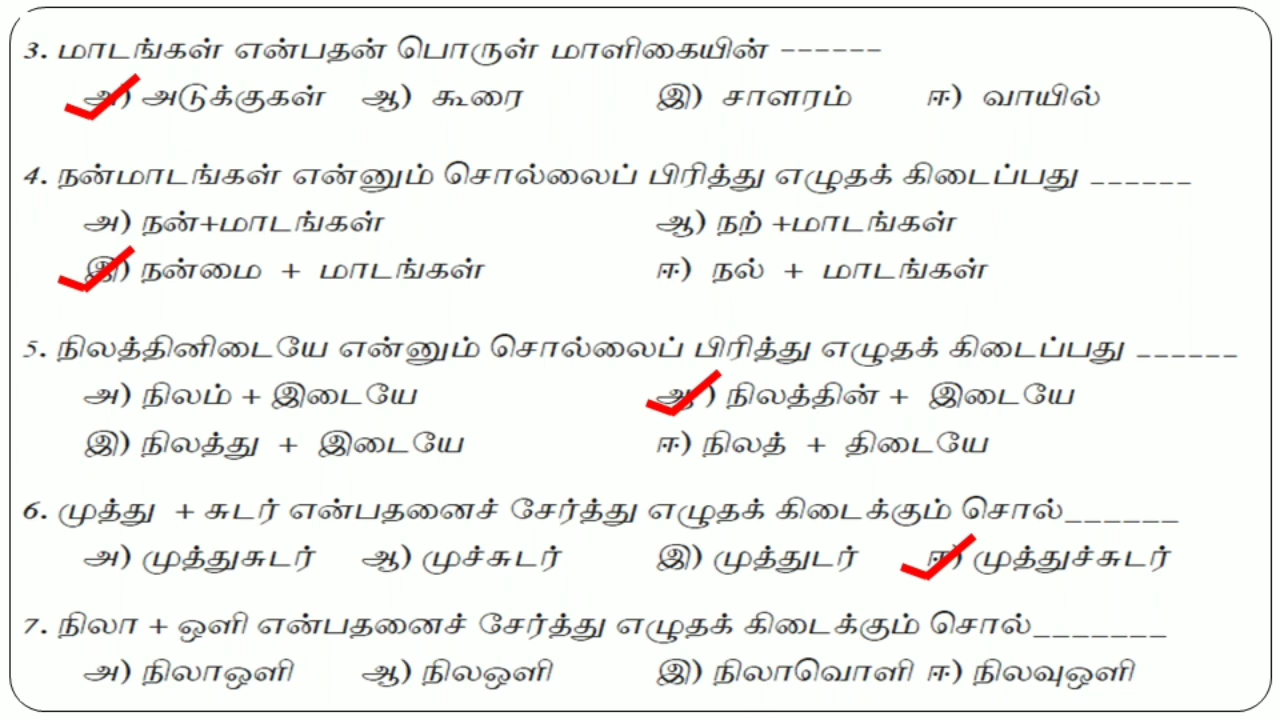 3. மாடங்கள் என்பதன் பொருள் மாளிகையின் ------
அ) அடுக்குகள் ஆ) கூரை இ) சாளரம் ஈ) வாயில்
4. நன்மாடங்கள் என்னும் சொல்லைப் பிரித்து எழுதக் கிடைப்பது ______
அ) நன்+மாடங்கள் ஆ) நற் +மாடங்கள்
இ) நன்மை + மாடங்கள் ஈ) நல் + மாடங்கள்
5. நிலத்தினிடையே என்னும் சொல்லைப் பிரித்து எழுதக் கிடைப்பது ______
அ) நிலம் + இடையே ஆ) நிலத்தின் + இடையே
இ) நிலத்து + இடையே ஈ) நிலத் + திடையே
6. முத்து + சுடர் என்பதனைச் சேர்த்து எழுதக் கிடைக்கும் சொல்______
அ) முத்துசுடர் ஆ) முச்சுடர் இ) முத்துடர் ஈ) முத்துச்சுடர்
7. நிலா + ஒளி என்பதனைச் சேர்த்து எழுதக் கிடைக்கும் சொல்_______
அ) நிலாஒளி ஆ) நிலஒளி இ) நிலாவொளி ஈ) நிலவுஒளி